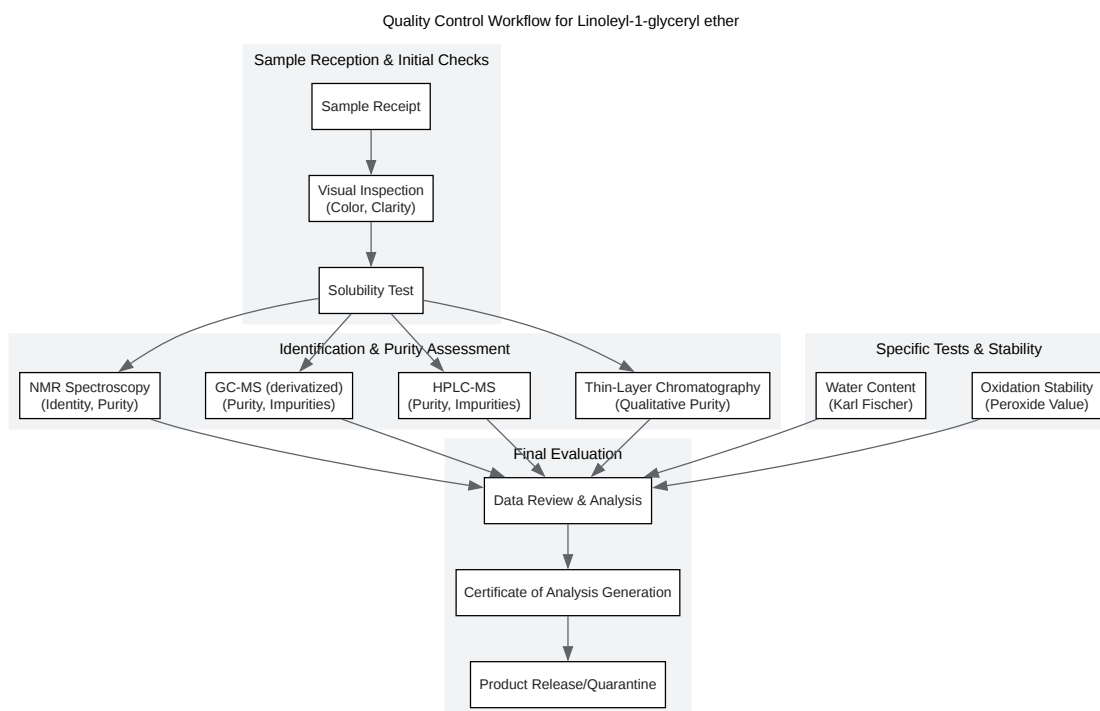 Quality Control Workflow for Linoleyl-1-glyceryl ether
Sample Reception & Initial Checks
Sample Receipt
Visual Inspection
(Color, Clarity)
Solubility Test
Identification & Purity Assessment
NMR Spectroscopy
(Identity, Purity)
GC-MS (derivatized)
(Purity, Impurities)
HPLC-MS
(Purity, Impurities)
Thin-Layer Chromatography
(Qualitative Purity)
Specific Tests & Stability
Water Content
(Karl Fischer)
Oxidation Stability
(Peroxide Value)
Final Evaluation
Data Review & Analysis
Certificate of Analysis Generation
Product Release/Quarantine